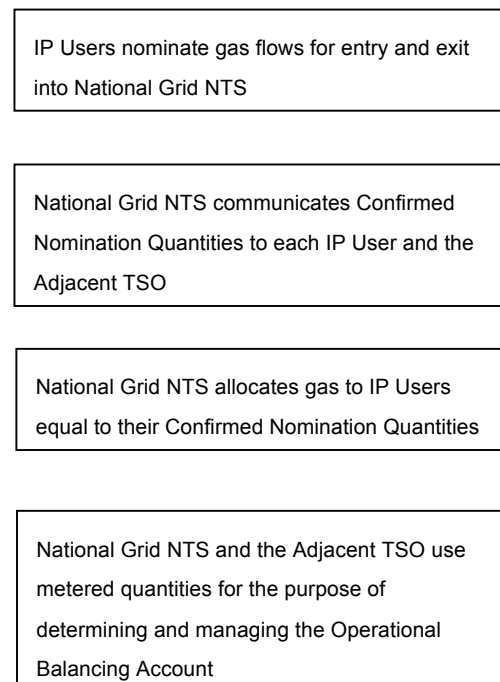 IP Users nominate gas flows for entry and exit
into National Grid NTS
National Grid NTS communicates Confirmed
Nomination Quantities to each IP User and the
Adjacent TSO
National Grid NTS allocates gas to IP Users
equal to their Confirmed Nomination Quantities
National Grid NTS and the Adjacent TSO use
metered quantities for the purpose of
determining and managing the Operational
Balancing Account